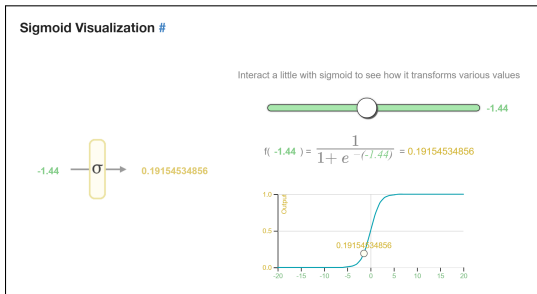 Sigmoid Visualization #
Interact a little with sigmoid to see how it transforms various values
-1.44
f( -1.44 ) = 1 / 1+ e^-(-1.44) = 0.19154534856
-1.44
σ
0.19154534856
Output
1.0
0.5
0.0
0.19154534856
-20 -15 -10 -5 0 5 10 15 20